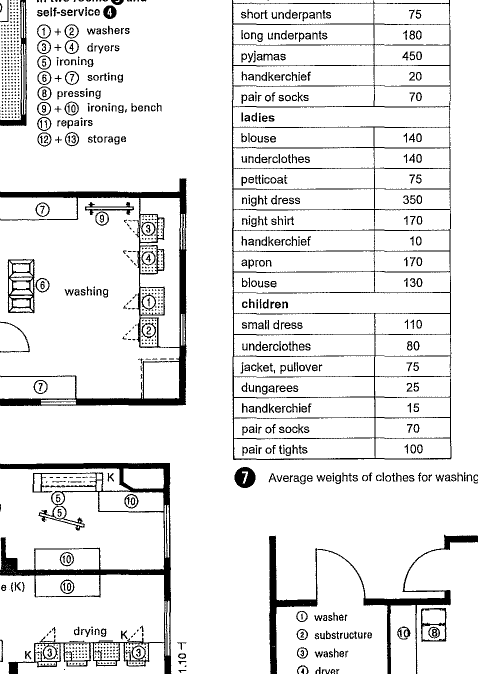 self-service 4
1 + 2 washers
3 + 4 dryers
5 ironing
6 + 7 sorting
8 pressing
9 + 10 ironing, bench
11 repairs
12 + 13 storage
7
9
3
4
6
washing
1
2
7
K
5
5
10
10
e (K)
10
drying
K
K
3
3
1.10
short underpants 75
long underpants 180
pyjamas 450
handkerchief 20
pair of socks 70
ladies
blouse 140
underclothes 140
petticoat 75
night dress 350
night shirt 170
handkerchief 10
apron 170
blouse 130
children
small dress 110
underclothes 80
jacket, pullover 75
dungarees 25
handkerchief 15
pair of socks 70
pair of tights 100
7 Average weights of clothes for washing
1 washer
2 substructure
3 washer
4 dryer
10
8